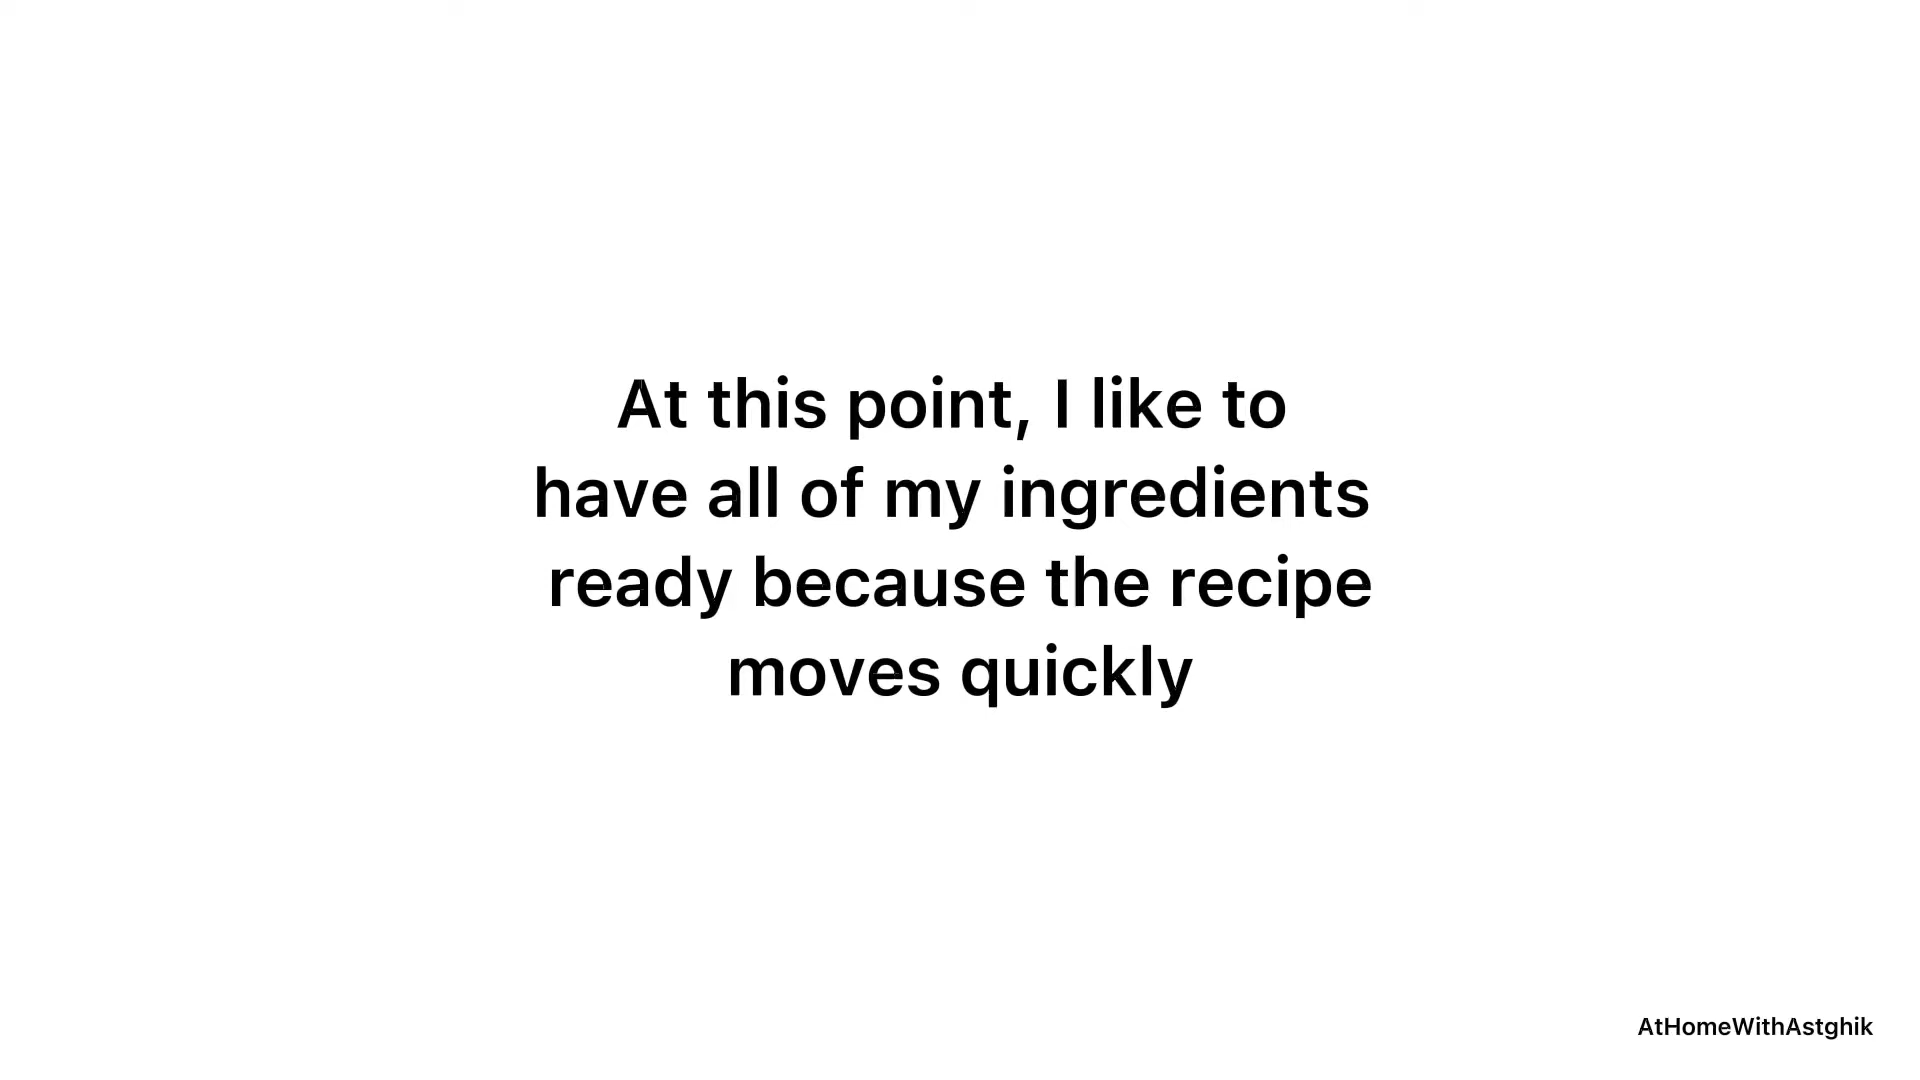 At this point, I like to
have all of my ingredients
ready because the recipe
moves quickly
AtHomeWithAstghik